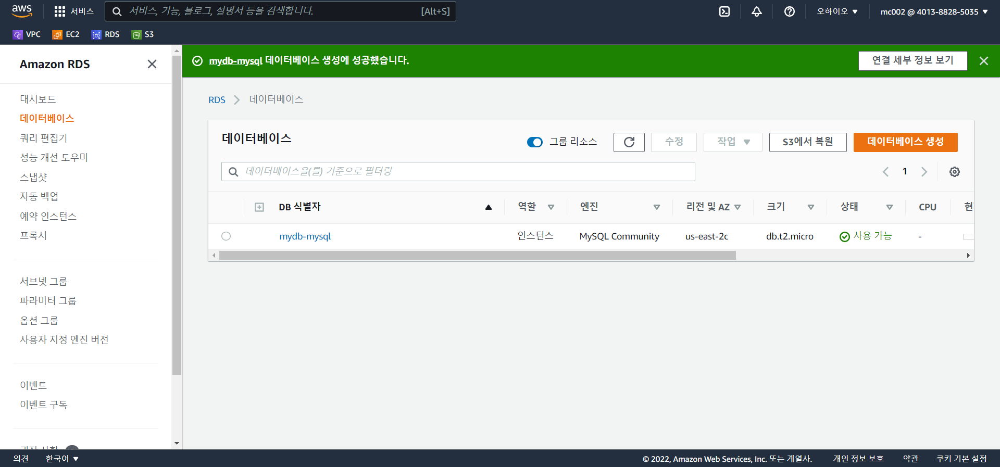 aws 서비스 서비스, 기능, 블로그, 설명서 등을 검색합니다. [Alt+S] 오하이오 mc002 @ 4013-8828-5035
VPC EC2 RDS S3
Amazon RDS
대시보드
데이터베이스
쿼리 편집기
성능 개선 도우미
스냅샷
자동 백업
예약 인스턴스
프록시
서브넷 그룹
파라미터 그룹
옵션 그룹
사용자 지정 엔진 버전
이벤트
이벤트 구독
mydb-mysql 데이터베이스 생성에 성공했습니다. 연결 세부 정보 보기
RDS 데이터베이스
데이터베이스 그룹 리소스 수정 작업 S3에서 복원 데이터베이스 생성
데이터베이스을(를) 기준으로 필터링 1
DB 식별자 역할 엔진 리전 및 AZ 크기 상태 CPU
mydb-mysql 인스턴스 MySQL Community us-east-2c db.t2.micro 사용 가능 -
의견 한국어 © 2022, Amazon Web Services, Inc. 또는 계열사. 개인 정보 보호 약관 쿠키 기본 설정